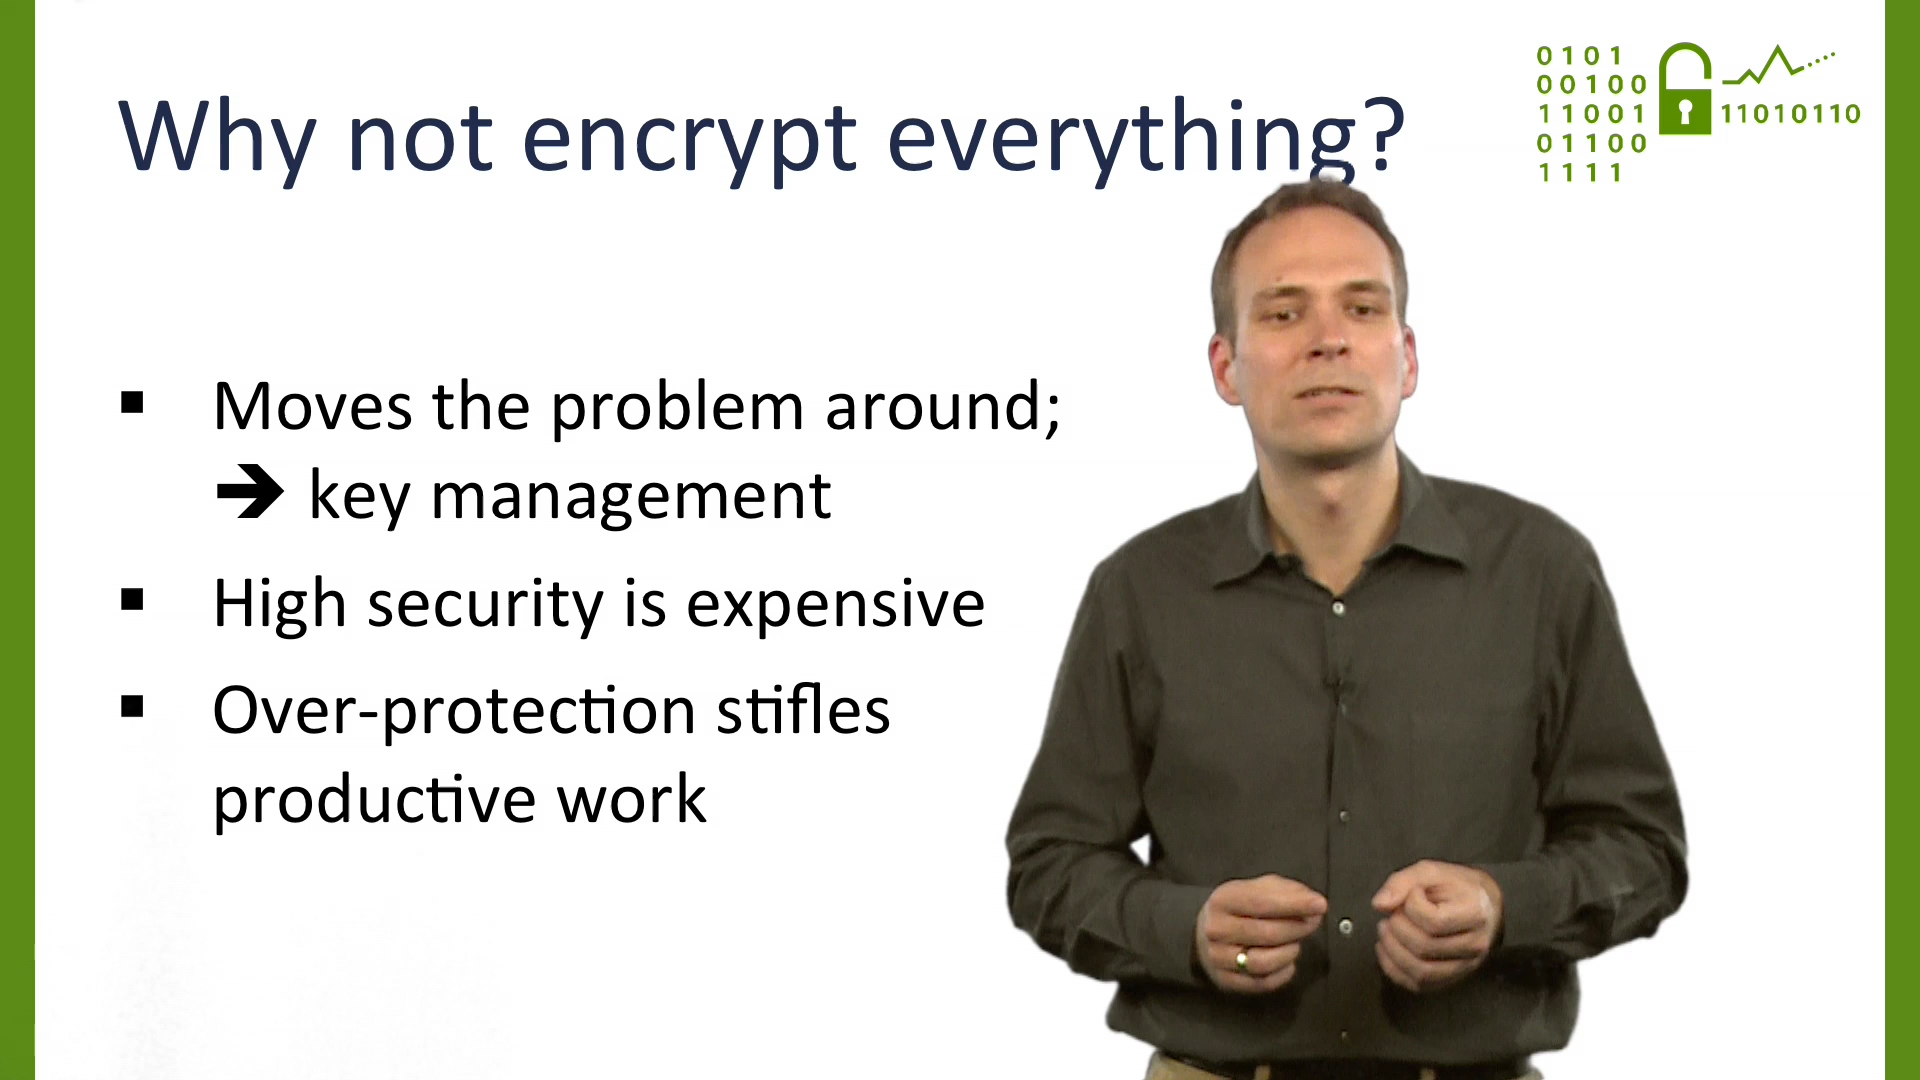 Why not encrypt everything?
0101
00100
11001
11010110
01100
1111
▪ Moves the problem around;
➔ key management
▪ High security is expensive
▪ Over-protection stifles
productive work